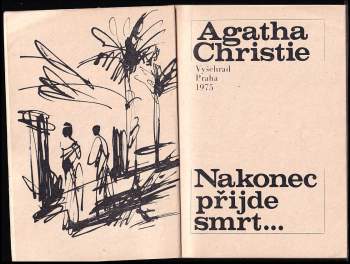 Agatha
Christie
Vyšehrad
Praha
1975
Nakonec
přijde
smrt...